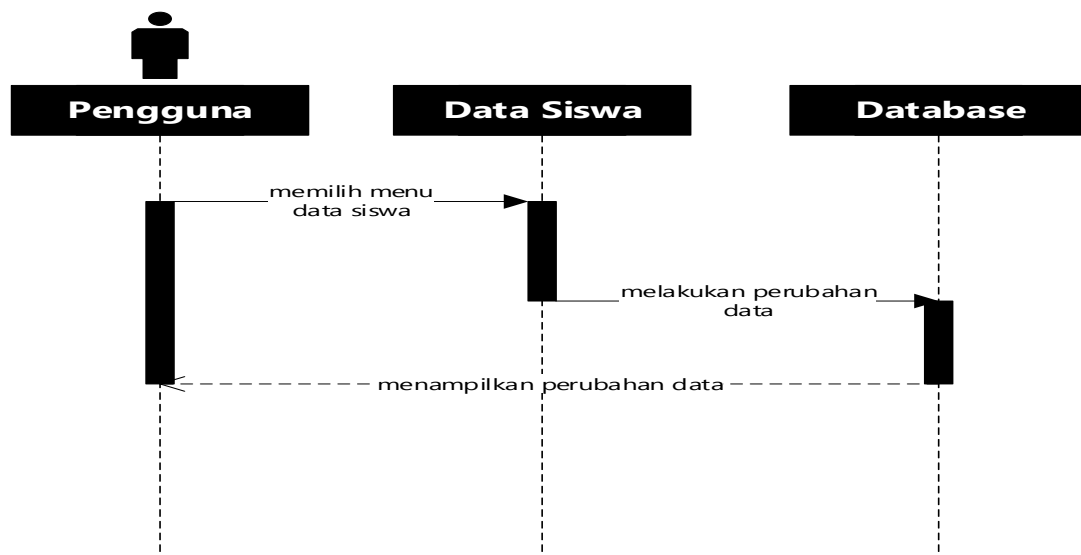 Pengguna
Data Siswa
Database
memilih menu
data siswa
melakukan perubahan
data
menampilkan perubahan data